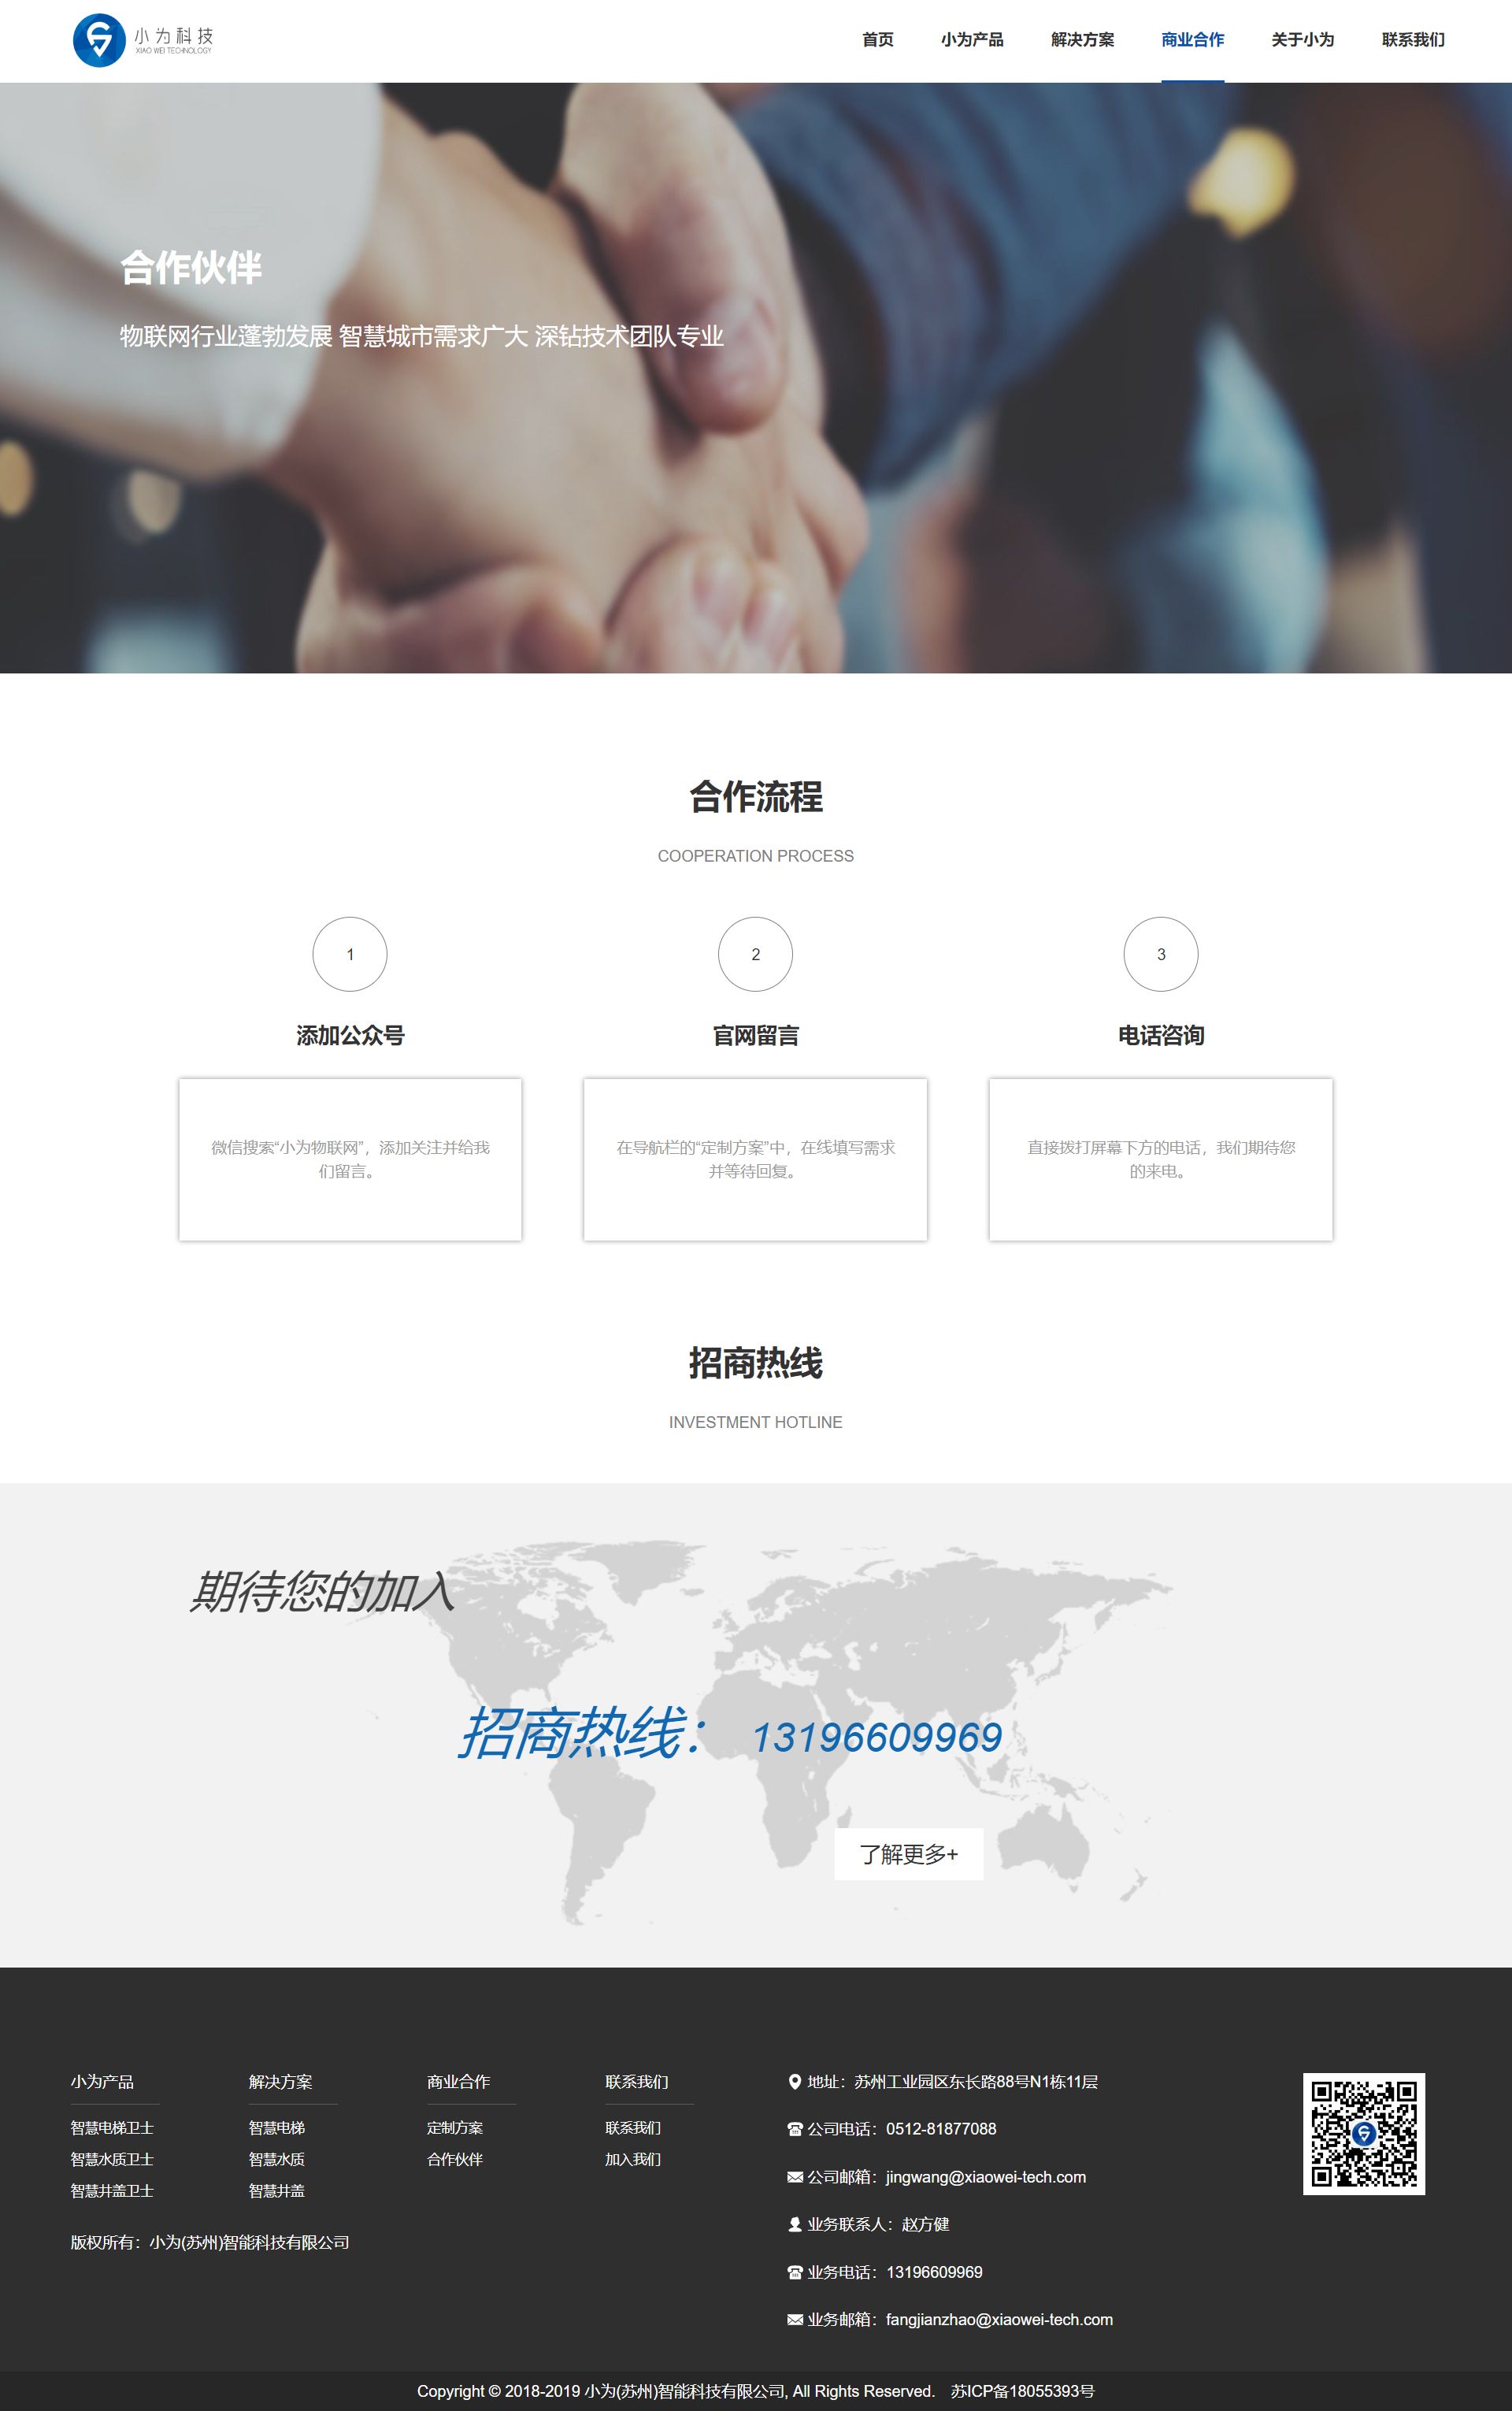 小为科技
XIAO WEI TECHNOLOGY
首页 小为产品 解决方案 商业合作 关于小为 联系我们
合作伙伴
物联网行业蓬勃发展 智慧城市需求广大 深钻技术团队专业
合作流程
COOPERATION PROCESS
1
添加公众号
微信搜索“小为物联网”，添加关注并给我
们留言。
2
官网留言
在导航栏的“定制方案”中，在线填写需求
并等待回复。
3
电话咨询
直接拨打屏幕下方的电话，我们期待您
的来电。
招商热线
INVESTMENT HOTLINE
期待您的加入
招商热线： 13196609969
了解更多+
小为产品
智慧电梯卫士
智慧水质卫士
智慧井盖卫士
解决方案
智慧电梯
智慧水质
智慧井盖
商业合作
定制方案
合作伙伴
联系我们
联系我们
加入我们
版权所有：小为(苏州)智能科技有限公司
地址：苏州工业园区东长路88号N1栋11层
公司电话：0512-81877088
公司邮箱：jingwang@xiaowei-tech.com
业务联系人：赵方健
业务电话：13196609969
业务邮箱：fangjianzhao@xiaowei-tech.com
Copyright © 2018-2019 小为(苏州)智能科技有限公司, All Rights Reserved. 苏ICP备18055393号